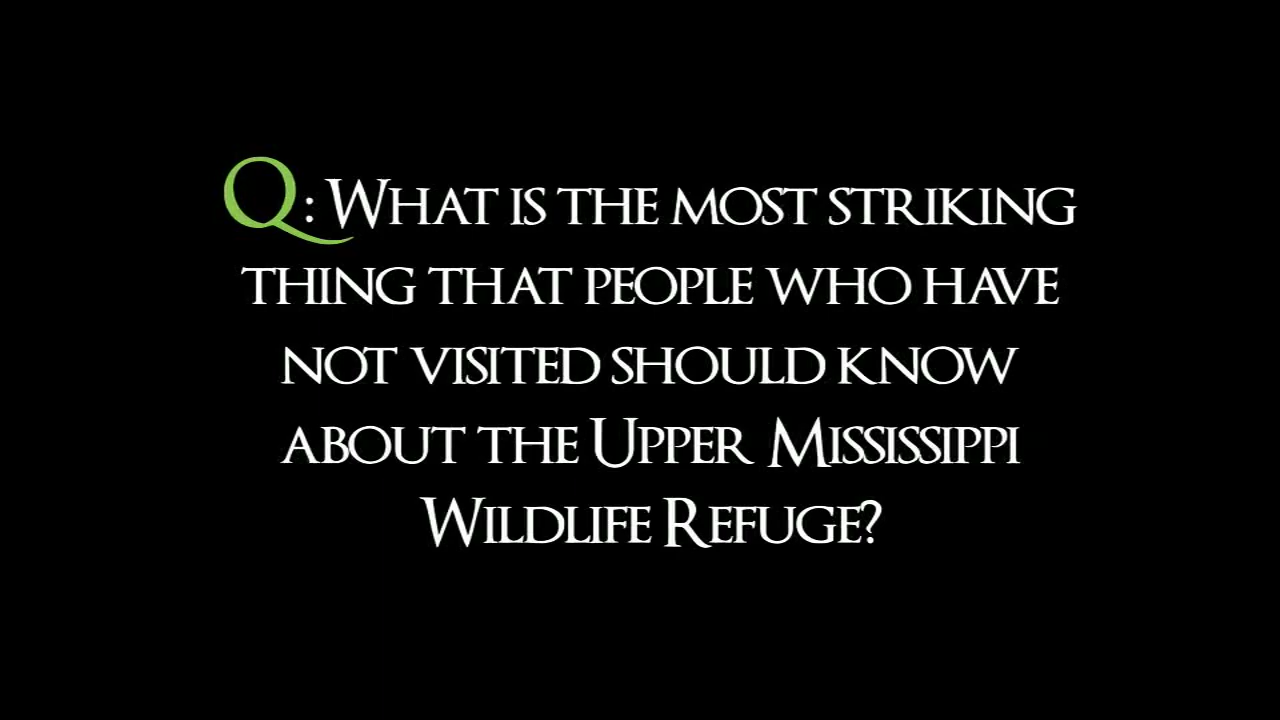 Q: What is the most striking
thing that people who have
not visited should know
about the Upper Mississippi
Wildlife Refuge?